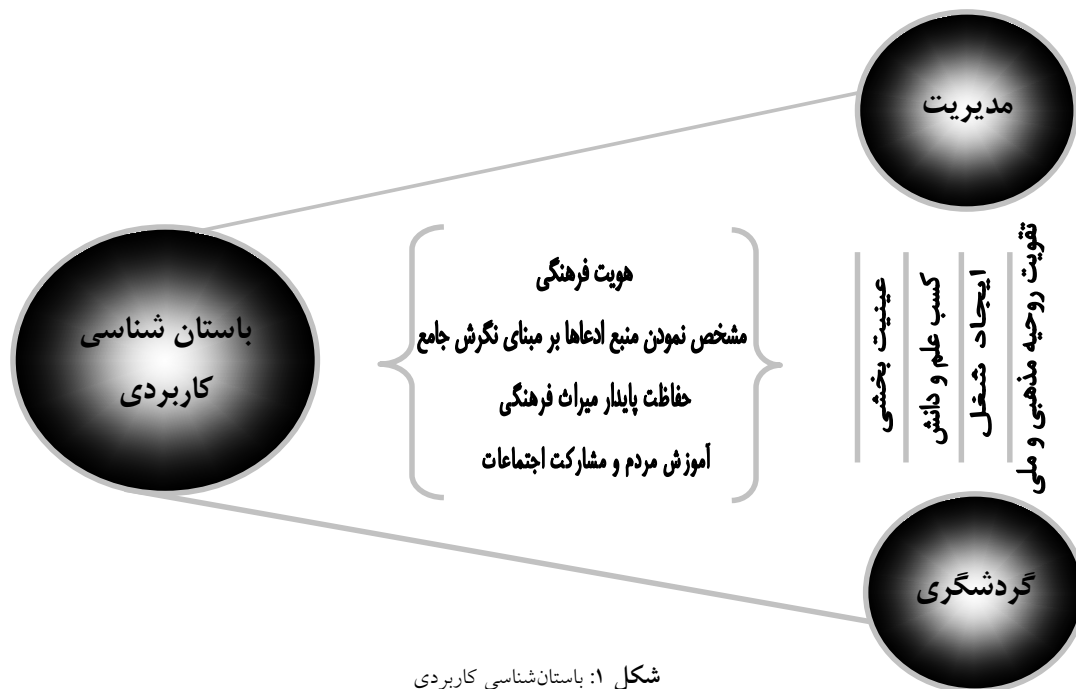 مدیریت
تقویت روحیه مذهبی و ملی
ایجاد شغل
کسب علم و دانش
عینیت بخشی
هویت فرهنگی
مشخص نمودن منبع ادعاها بر مبنای نگرش جامع
حفاظت پایدار میراث فرهنگی
آموزش مردم و مشارکت اجتماعات
باستان شناسی
کاربردی
گردشگری
شکل ۱: باستان‌شناسی کاربردی